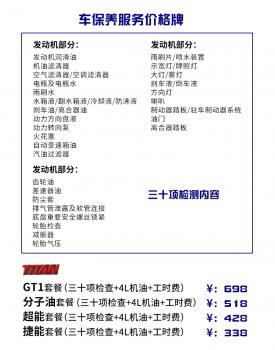 车保养服务价格牌
发动机部分：
发动机润滑油
机油滤清器
空气滤清器/空调滤清器
电瓶及电瓶水
雨刷水
水箱液/副水箱液/冷却液/防沸液
刹车油/离合器油
动力方向盘液
动力转向泵
火花塞
自动变速箱油
汽油过滤器
发动机部分：
齿轮油
差速器油
防尘套
排气管泄露及软管连接
底盘重要安全螺丝锁紧
轮胎检查
减振器
轮胎气压
发动机部分：
雨刷片/喷水装置
示宽灯/牌照灯
大灯/雾灯
刹车液/倒车液
方向灯
喇叭
制动器踏板/驻车制动器系统
油门
离合器踏板
三十项检测内容
TITAN
GT1套餐(三十项检查+4L机油+工时费) ¥：698
分子油套餐(三十项检查+4L机油+工时费) ¥：518
超能套餐(三十项检查+4L机油+工时费) ¥：428
捷能套餐(三十项检查+4L机油+工时费) ¥：338